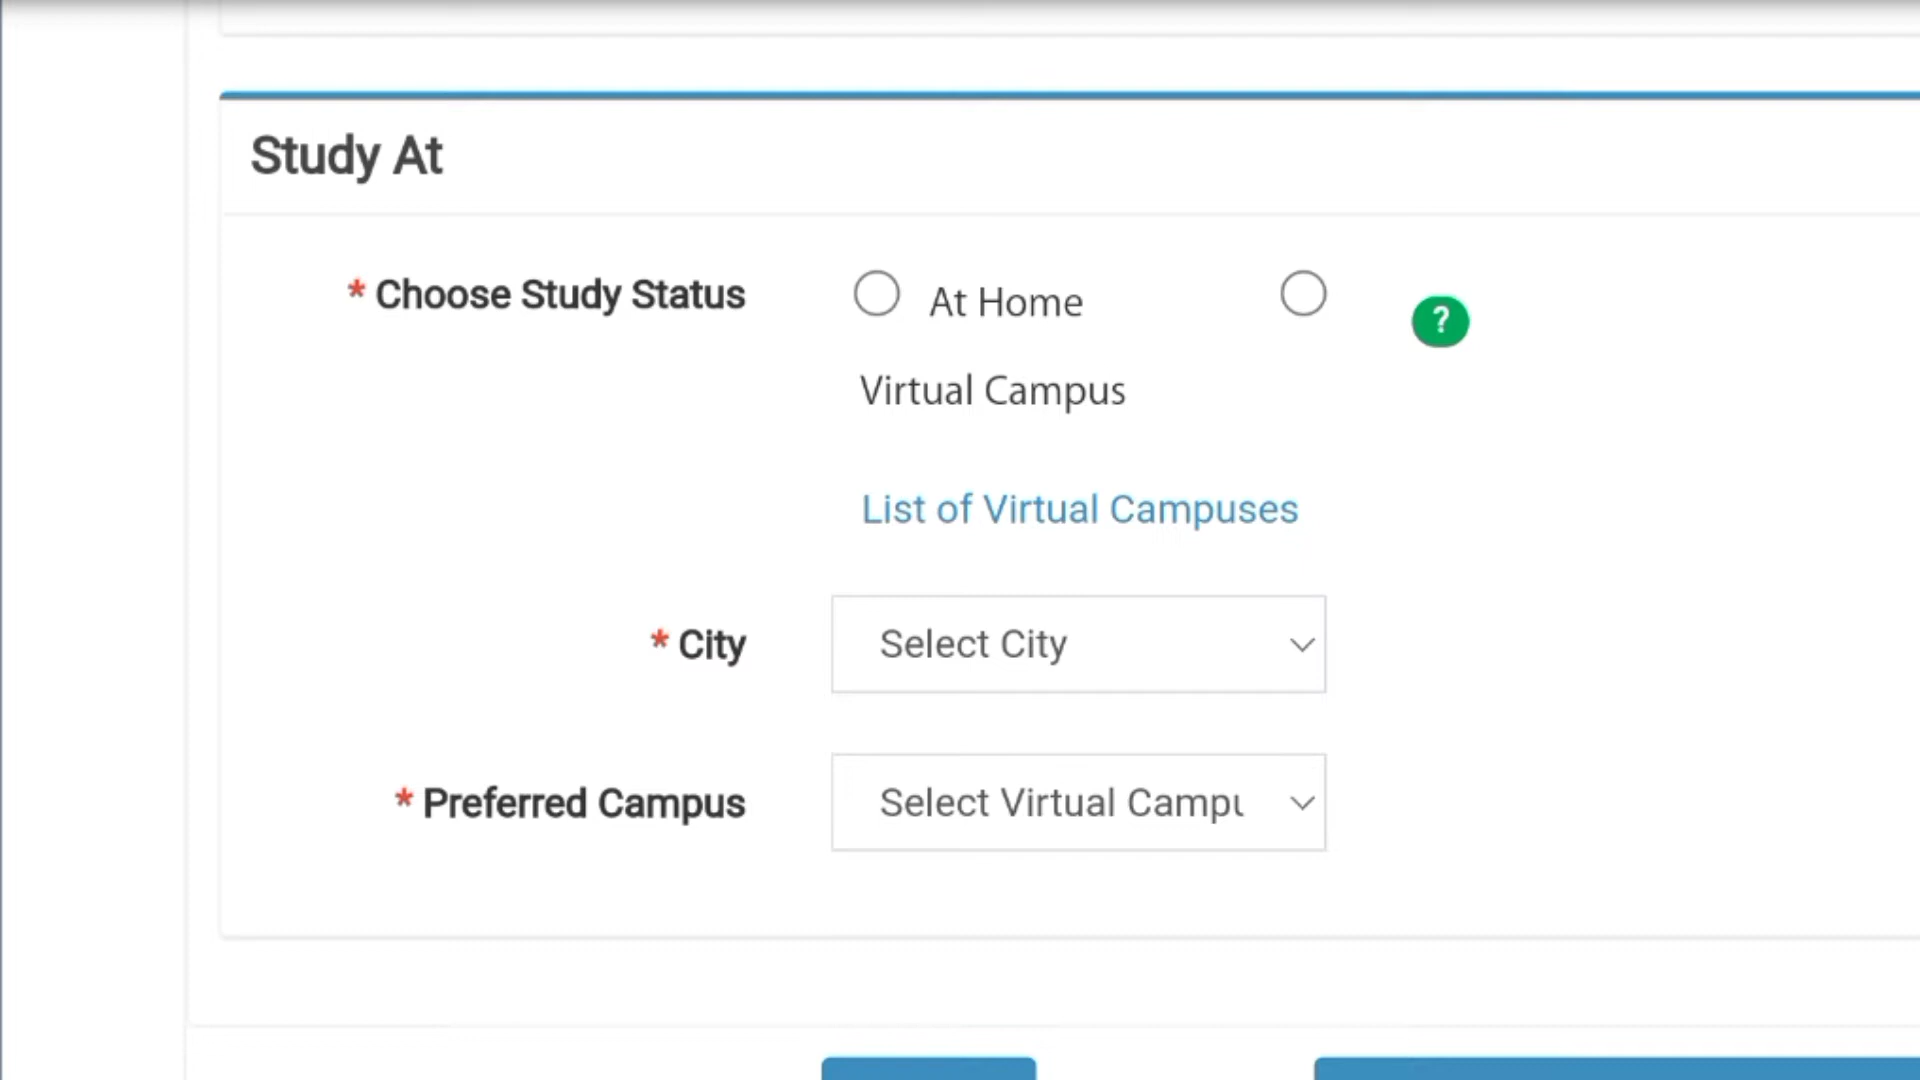 Study At
* Choose Study Status
At Home
?
Virtual Campus
List of Virtual Campuses
* City
Select City
* Preferred Campus
Select Virtual Campu